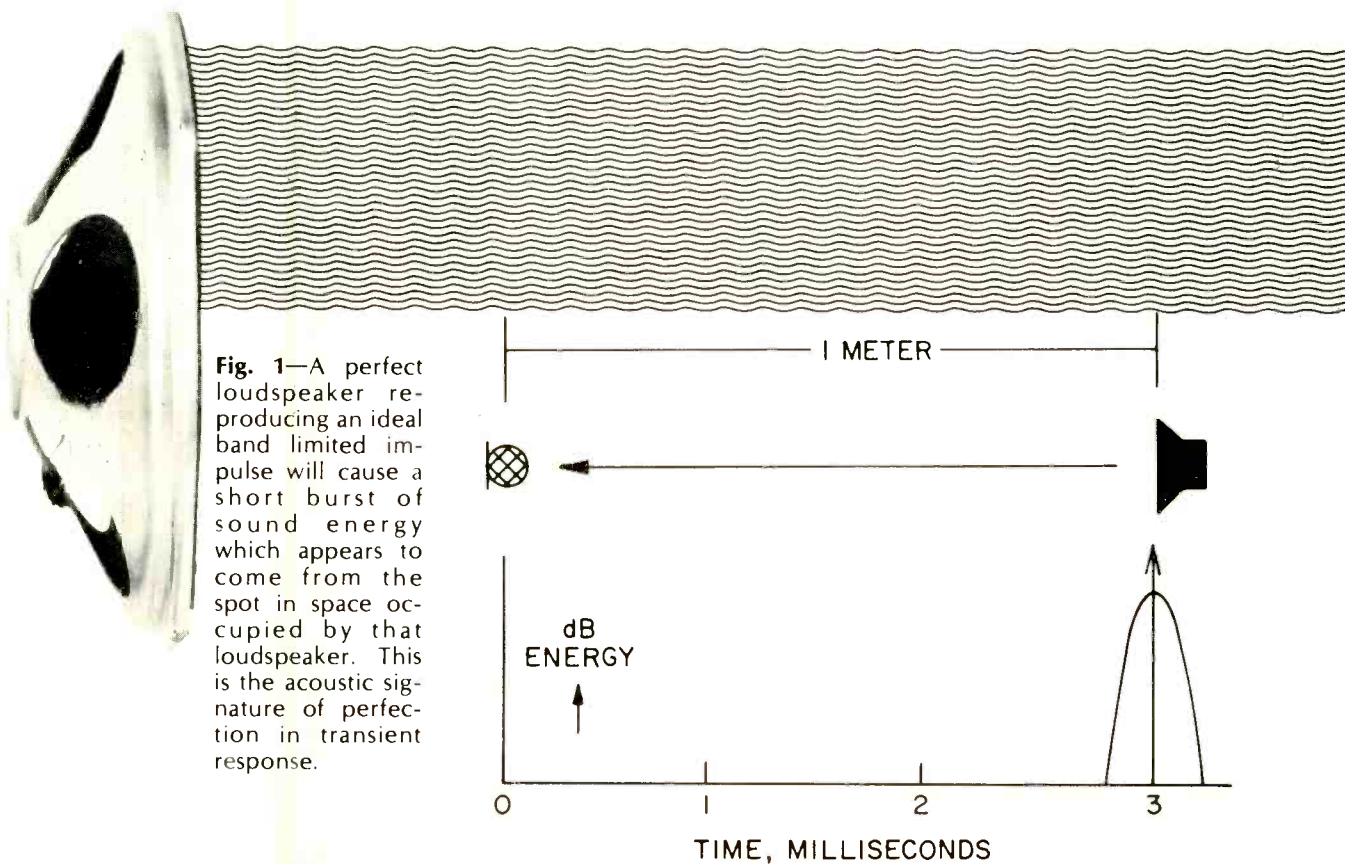 1 METER
Fig. 1—A perfect
loudspeaker re-
producing an ideal
band limited im-
pulse will cause a
short burst of
sound energy
which appears to
come from the
spot in space oc-
cupied by that
loudspeaker. This
is the acoustic sig-
nature of perfec-
tion in transient
response.
dB
ENERGY
0 1 2 3
TIME, MILLISECONDS